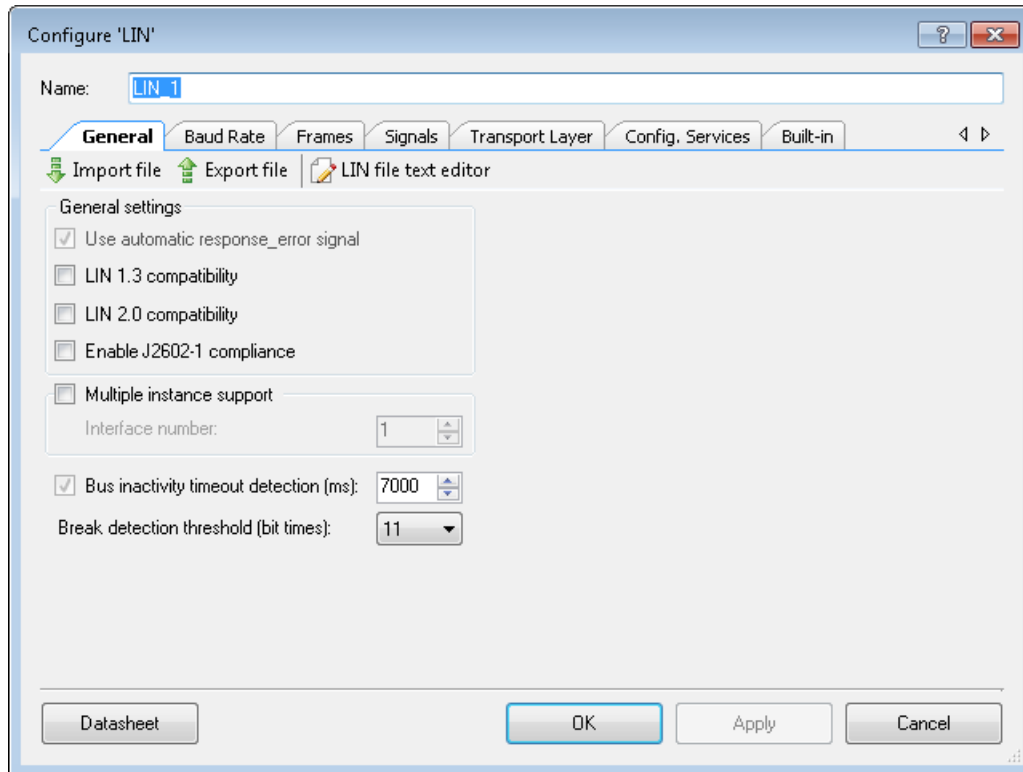 Configure 'LIN'
Name: LIN_1
General Baud Rate Frames Signals Transport Layer Config. Services Built-in
Import file Export file LIN file text editor
General settings
Use automatic response_error signal
LIN 1.3 compatibility
LIN 2.0 compatibility
Enable J2602-1 compliance
Multiple instance support
Interface number: 1
Bus inactivity timeout detection (ms): 7000
Break detection threshold (bit times): 11
Datasheet OK Apply Cancel